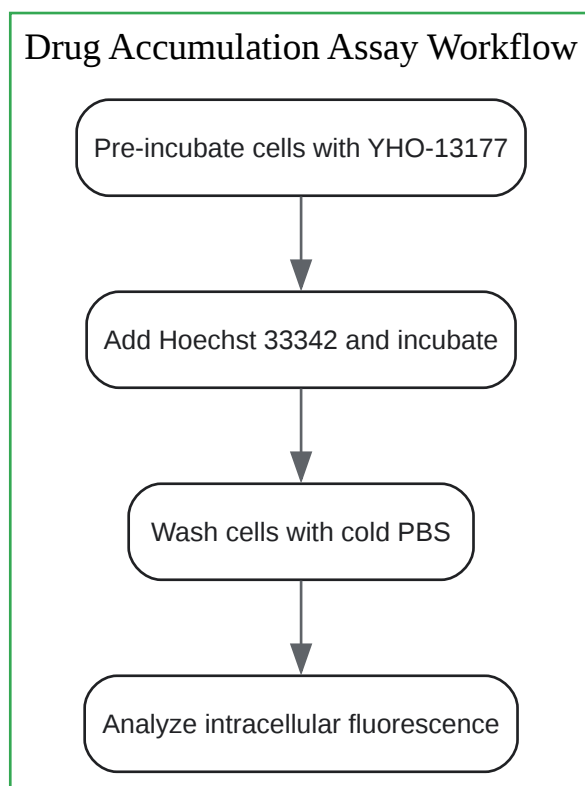 Drug Accumulation Assay Workflow
Pre-incubate cells with YHO-13177
Add Hoechst 33342 and incubate
Wash cells with cold PBS
Analyze intracellular fluorescence